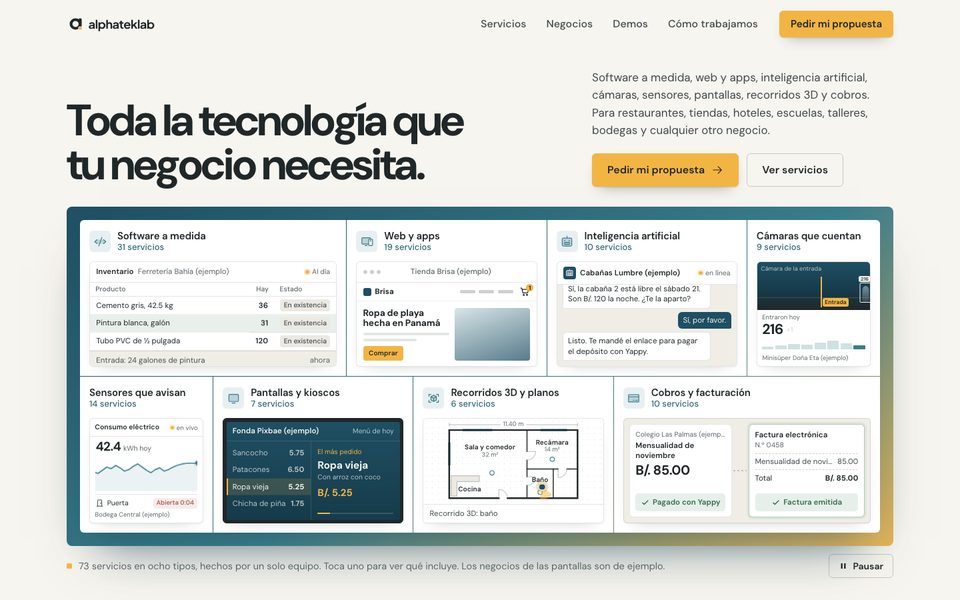 alphateklab
Servicios Negocios Demos Cómo trabajamos Pedir mi propuesta
Toda la tecnología que
tu negocio necesita.
Software a medida, web y apps, inteligencia artificial,
cámaras, sensores, pantallas, recorridos 3D y cobros.
Para restaurantes, tiendas, hoteles, escuelas, talleres,
bodegas y cualquier otro negocio.
Pedir mi propuesta →
Ver servicios
Software a medida
31 servicios
Inventario Ferretería Bahía (ejemplo) Al día
Producto Hay Estado
Cemento gris, 42.5 kg 36 En existencia
Pintura blanca, galón 31 En existencia
Tubo PVC de ½ pulgada 120 En existencia
Entrada: 24 galones de pintura ahora
Web y apps
19 servicios
Tienda Brisa (ejemplo)
Brisa 1
Ropa de playa
hecha en Panamá
Comprar
Inteligencia artificial
10 servicios
Cabañas Lumbre (ejemplo) en línea
Sí, la cabaña 2 está libre el sábado 21.
Son B/. 120 la noche. ¿Te la aparto?
Sí, por favor.
Listo. Te mandé el enlace para pagar
el depósito con Yappy.
Cámaras que cuentan
9 servicios
Cámara de la entrada
216
Entrada
Entraron hoy
216 +1
Minisúper Doña Eta (ejemplo)
Sensores que avisan
14 servicios
Consumo eléctrico en vivo
42.4 kWh hoy
Puerta Abierta 0:04
Bodega Central (ejemplo)
Pantallas y kioscos
7 servicios
Fonda Pixbae (ejemplo) Menú de hoy
Sancocho 5.75
Patacones 6.50
Ropa vieja 5.25
Chicha de piña 1.75
El más pedido
Ropa vieja
Con arroz con coco
B/. 5.25
Recorridos 3D y planos
6 servicios
11.40 m
Sala y comedor
32 m²
Recámara
14 m²
Baño
Cocina
Recorrido 3D: baño
Cobros y facturación
10 servicios
Colegio Las Palmas (ejemp...
Mensualidad de
noviembre
B/. 85.00
Pagado con Yappy
Factura electrónica
N.º 0458
Mensualidad de novi... 85.00
Total B/. 85.00
Factura emitida
73 servicios en ocho tipos, hechos por un solo equipo. Toca uno para ver qué incluye. Los negocios de las pantallas son de ejemplo.
Pausar